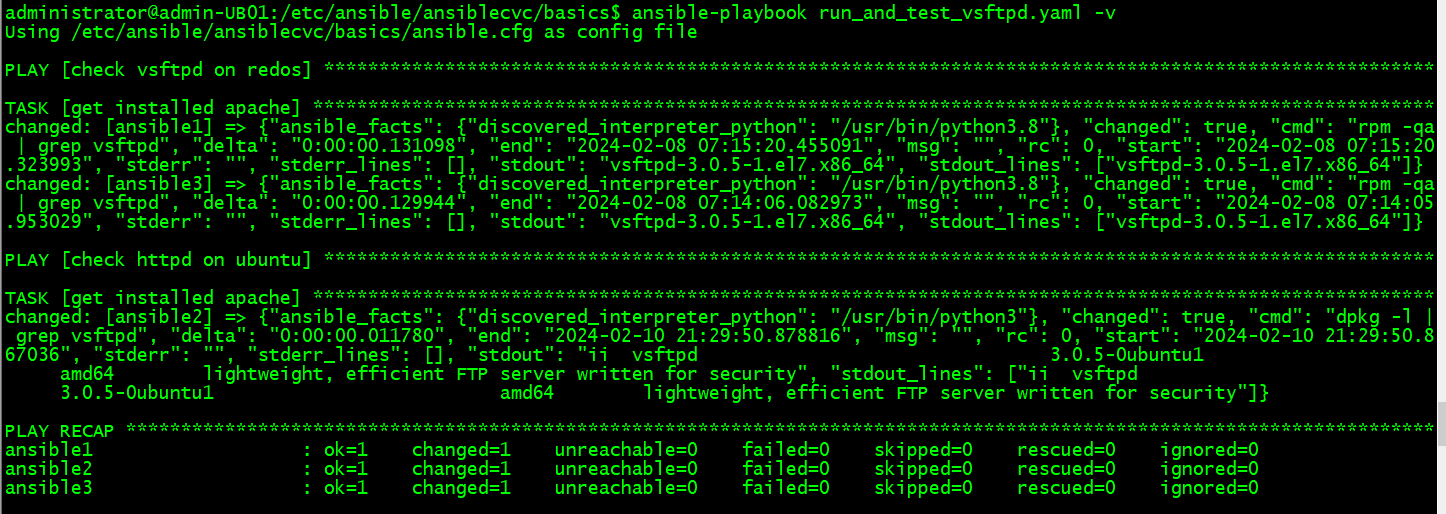 administrator@admin-UB01:/etc/ansible/ansiblecvc/basics$ ansible-playbook run_and_test_vsftpd.yaml -v
Using /etc/ansible/ansiblecvc/basics/ansible.cfg as config file
PLAY [check vsftpd on redos] *****************************************************************************************************
TASK [get installed apache] ******************************************************************************************************
changed: [ansible1] => {"ansible_facts": {"discovered_interpreter_python": "/usr/bin/python3.8"}, "changed": true, "cmd": "rpm -qa
| grep vsftpd", "delta": "0:00:00.131098", "end": "2024-02-08 07:15:20.455091", "msg": "", "rc": 0, "start": "2024-02-08 07:15:20
.323993", "stderr": "", "stderr_lines": [], "stdout": "vsftpd-3.0.5-1.el7.x86_64", "stdout_lines": ["vsftpd-3.0.5-1.el7.x86_64"]}
changed: [ansible3] => {"ansible_facts": {"discovered_interpreter_python": "/usr/bin/python3.8"}, "changed": true, "cmd": "rpm -qa
| grep vsftpd", "delta": "0:00:00.129944", "end": "2024-02-08 07:14:06.082973", "msg": "", "rc": 0, "start": "2024-02-08 07:14:05
.953029", "stderr": "", "stderr_lines": [], "stdout": "vsftpd-3.0.5-1.el7.x86_64", "stdout_lines": ["vsftpd-3.0.5-1.el7.x86_64"]}
PLAY [check httpd on ubuntu] *****************************************************************************************************
TASK [get installed apache] ******************************************************************************************************
changed: [ansible2] => {"ansible_facts": {"discovered_interpreter_python": "/usr/bin/python3"}, "changed": true, "cmd": "dpkg -l |
grep vsftpd", "delta": "0:00:00.011780", "end": "2024-02-10 21:29:50.878816", "msg": "", "rc": 0, "start": "2024-02-10 21:29:50.8
67036", "stderr": "", "stderr_lines": [], "stdout": "ii  vsftpd                                3.0.5-0ubuntu1
     amd64        lightweight, efficient FTP server written for security", "stdout_lines": ["ii  vsftpd
     3.0.5-0ubuntu1                          amd64        lightweight, efficient FTP server written for security"]}
PLAY RECAP ***********************************************************************************************************************
ansible1                   : ok=1    changed=1    unreachable=0    failed=0    skipped=0    rescued=0    ignored=0
ansible2                   : ok=1    changed=1    unreachable=0    failed=0    skipped=0    rescued=0    ignored=0
ansible3                   : ok=1    changed=1    unreachable=0    failed=0    skipped=0    rescued=0    ignored=0